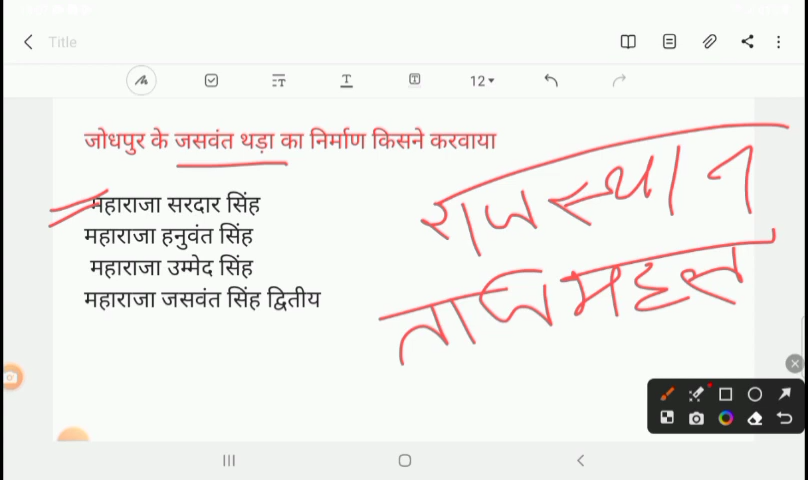 Title
12
जोधपुर के जसवंत थड़ा का निर्माण किसने करवाया
महाराजा सरदार सिंह
महाराजा हनुवंत सिंह
महाराजा उम्मेद सिंह
महाराजा जसवंत सिंह द्वितीय
राजस्थान
ताजमहल